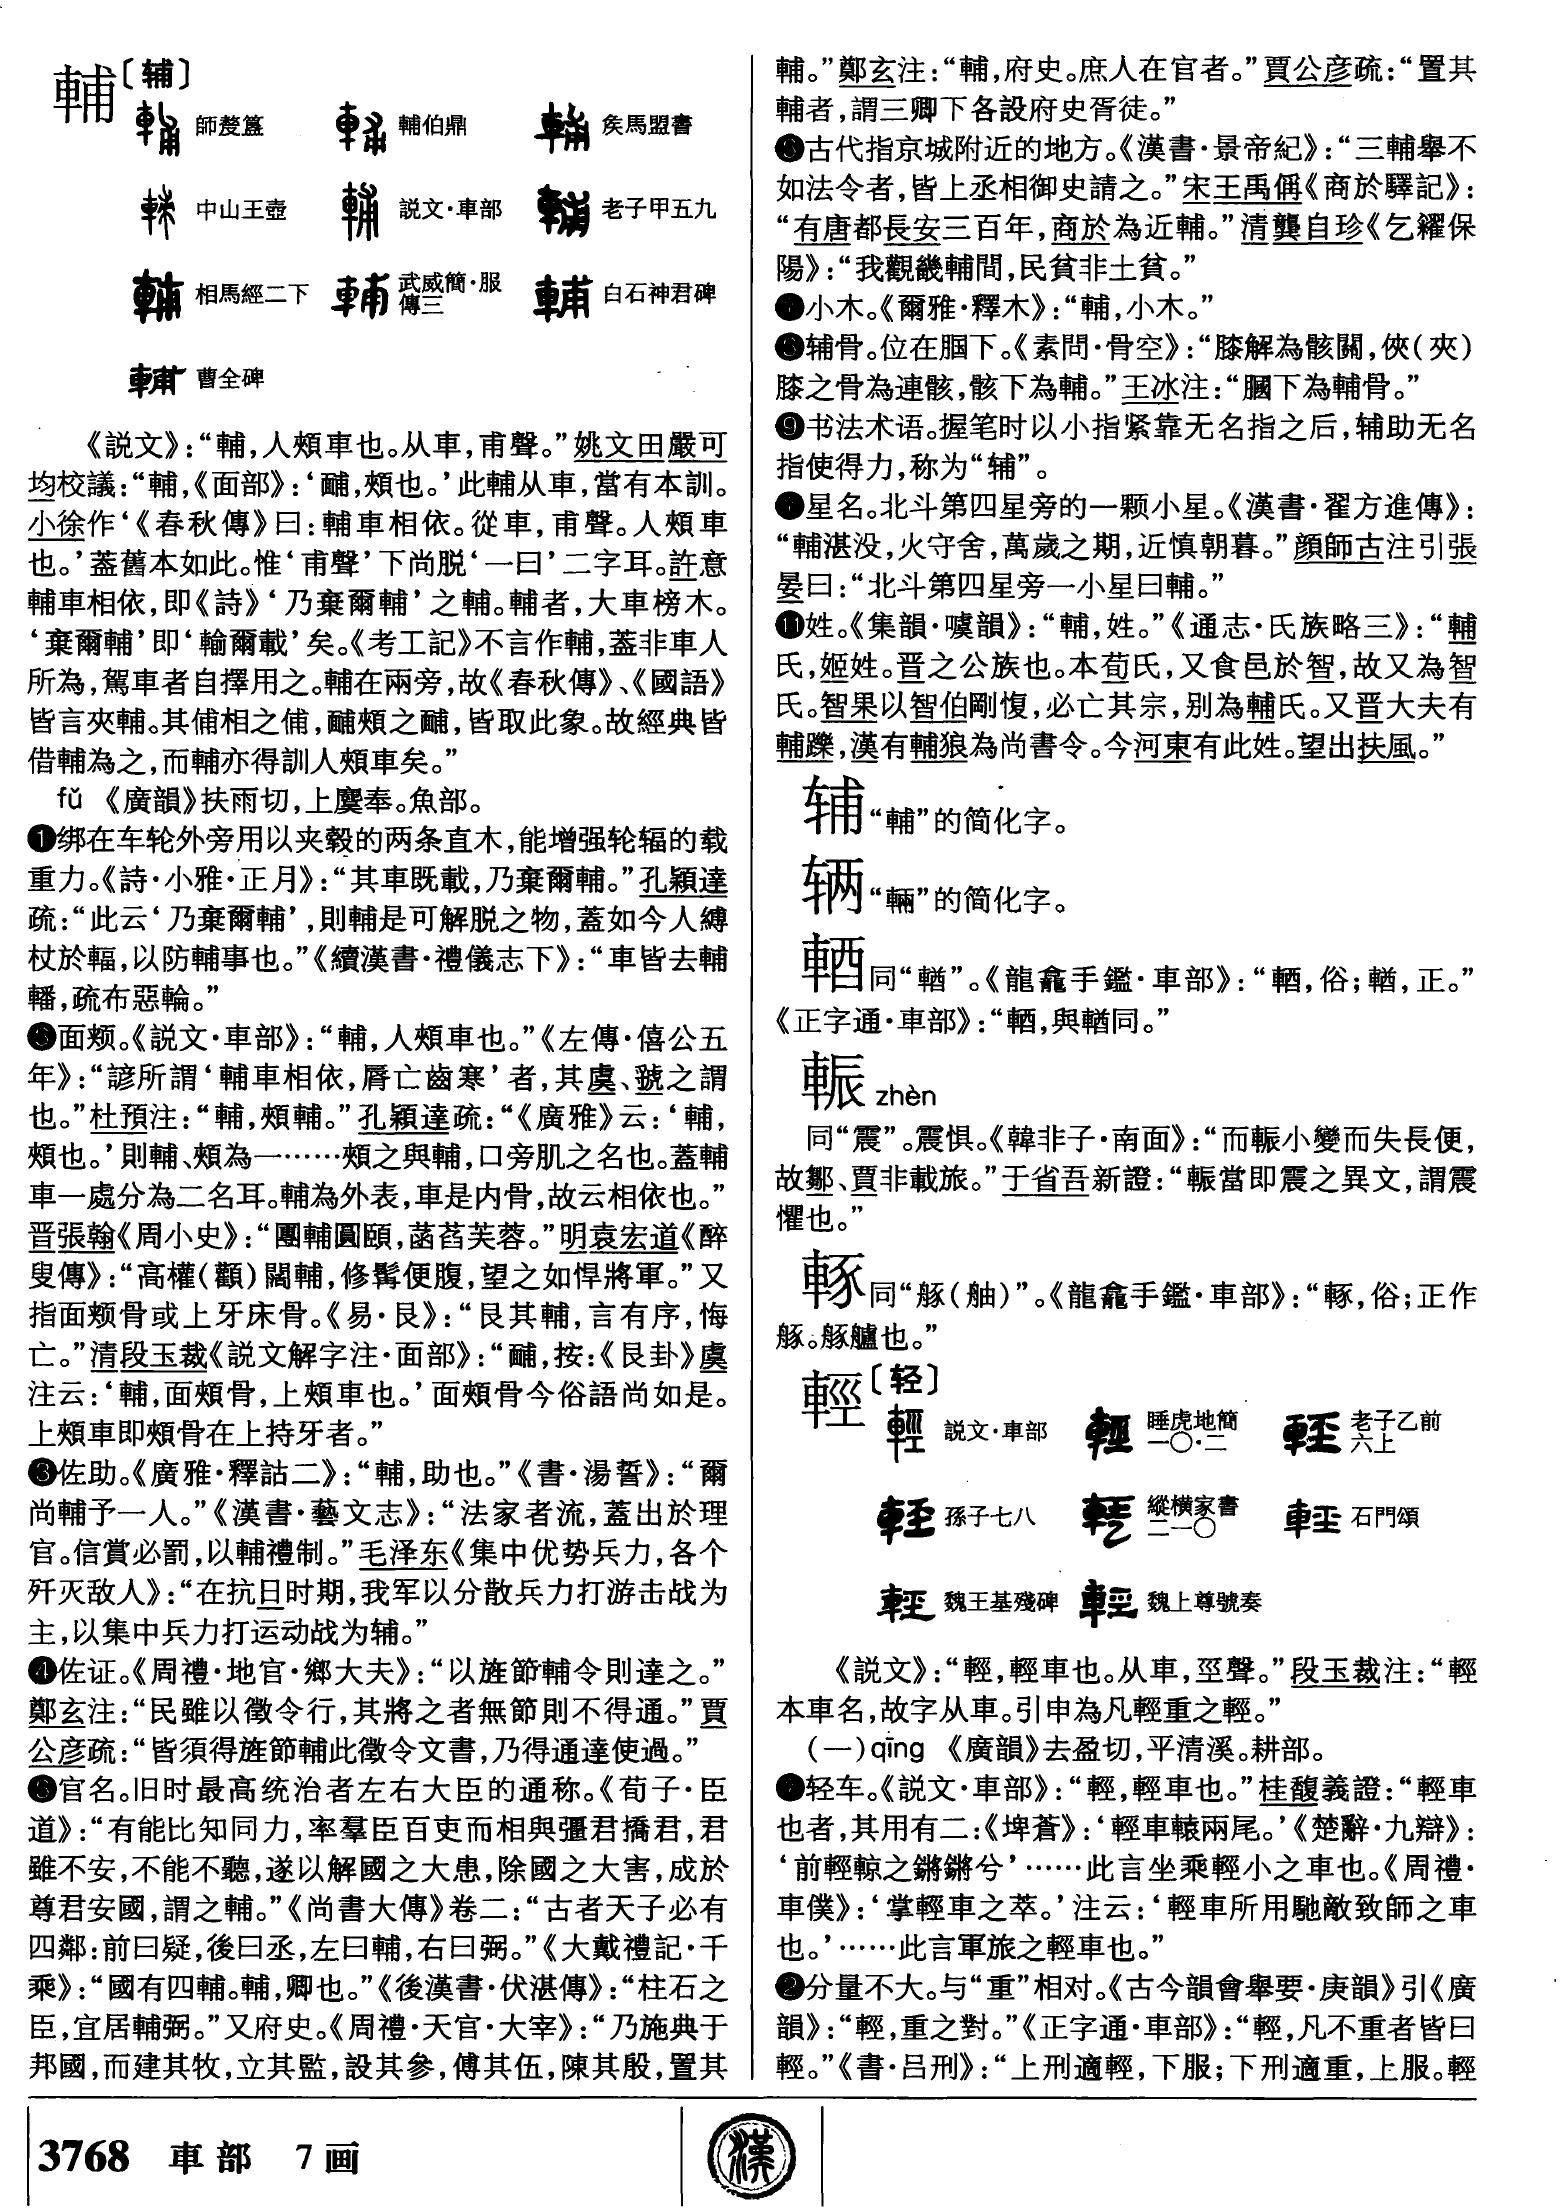 輔〔辅〕
師𠩺簋 輔伯鼎 矦馬盟書
中山王壺 説文·車部 老子甲五九
相馬經二下 武威簡·服傳三 白石神君碑
曹全碑
《説文》：“輔，人頰車也。从車，甫聲。”姚文田嚴可
均校議：“輔，《面部》：‘䩉，頰也。’此輔从車，當有本訓。
小徐作‘《春秋傳》曰：輔車相依。從車，甫聲。人頰車
也。’葢舊本如此。惟‘甫聲’下尚脱‘一曰’二字耳。許意
輔車相依，即《詩》‘乃棄爾輔’之輔。輔者，大車榜木。
‘棄爾輔’即‘輸爾載’矣。《考工記》不言作輔，葢非車人
所為，駕車者自擇用之。輔在兩旁，故《春秋傳》、《國語》
皆言夾輔。其俌相之俌，䩉頰之䩉，皆取此象。故經典皆
借輔為之，而輔亦得訓人頰車矣。”
fǔ 《廣韻》扶雨切，上麌奉。魚部。
❶绑在车轮外旁用以夹毂的两条直木，能增强轮辐的载
重力。《詩·小雅·正月》：“其車既載，乃棄爾輔。”孔穎達
疏：“此云‘乃棄爾輔’，則輔是可解脱之物，蓋如今人縛
杖於輻，以防輔事也。”《續漢書·禮儀志下》：“車皆去輔
轓，疏布惡輪。”
❷面颊。《説文·車部》：“輔，人頰車也。”《左傳·僖公五
年》：“諺所謂‘輔車相依，脣亡齒寒’者，其虞、虢之謂
也。”杜預注：“輔，頰輔。”孔穎達疏：“《廣雅》云：‘輔，
頰也。’則輔、頰為一……頰之與輔，口旁肌之名也。蓋輔
車一處分為二名耳。輔為外表，車是内骨，故云相依也。”
晋張翰《周小史》：“團輔圓頤，菡萏芙蓉。”明袁宏道《醉
叟傳》：“高權（顴）闊輔，修髯便腹，望之如悍將軍。”又
指面颊骨或上牙床骨。《易·艮》：“艮其輔，言有序，悔
亡。”清段玉裁《説文解字注·面部》：“䩉，按：《艮卦》虞
注云：‘輔，面頰骨，上頰車也。’面頰骨今俗語尚如是。
上頰車即頰骨在上持牙者。”
❸佐助。《廣雅·釋詁二》：“輔，助也。”《書·湯誓》：“爾
尚輔予一人。”《漢書·藝文志》：“法家者流，蓋出於理
官。信賞必罰，以輔禮制。”毛泽东《集中优势兵力，各个
歼灭敌人》：“在抗日时期，我军以分散兵力打游击战为
主，以集中兵力打运动战为辅。”
❹佐证。《周禮·地官·鄉大夫》：“以旌節輔令則達之。”
鄭玄注：“民雖以徵令行，其將之者無節則不得通。”賈
公彦疏：“皆須得旌節輔此徵令文書，乃得通達使過。”
❺官名。旧时最高统治者左右大臣的通称。《荀子·臣
道》：“有能比知同力，率羣臣百吏而相與彊君撟君，君
雖不安，不能不聽，遂以解國之大患，除國之大害，成於
尊君安國，謂之輔。”《尚書大傳》卷二：“古者天子必有
四鄰：前曰疑，後曰丞，左曰輔，右曰弼。”《大戴禮記·千
乘》：“國有四輔。輔，卿也。”《後漢書·伏湛傳》：“柱石之
臣，宜居輔弼。”又府史。《周禮·天官·大宰》：“乃施典于
邦國，而建其牧，立其監，設其參，傅其伍，陳其殷，置其
輔。”鄭玄注：“輔，府史。庶人在官者。”賈公彦疏：“置其
輔者，謂三卿下各設府史胥徒。”
❻古代指京城附近的地方。《漢書·景帝紀》：“三輔舉不
如法令者，皆上丞相御史請之。”宋王禹偁《商於驛記》：
“有唐都長安三百年，商於為近輔。”清龔自珍《乞糴保
陽》：“我觀畿輔間，民貧非土貧。”
❼小木。《爾雅·釋木》：“輔，小木。”
❽辅骨。位在腘下。《素問·骨空》：“膝解為骸關，俠（夾）
膝之骨為連骸，骸下為輔。”王冰注：“膕下為輔骨。”
❾书法术语。握笔时以小指紧靠无名指之后，辅助无名
指使得力，称为“辅”。
❿星名。北斗第四星旁的一颗小星。《漢書·翟方進傳》：
“輔湛没，火守舍，萬歲之期，近慎朝暮。”顔師古注引張
晏曰：“北斗第四星旁一小星曰輔。”
⓫姓。《集韻·噳韻》：“輔，姓。”《通志·氏族略三》：“輔
氏，姬姓。晋之公族也。本荀氏，又食邑於智，故又為智
氏。智果以智伯剛愎，必亡其宗，别為輔氏。又晋大夫有
輔躒，漢有輔狼為尚書令。今河東有此姓。望出扶風。”
辅“輔”的简化字。
辆“輛”的简化字。
䡛同“輶”。《龍龕手鑑·車部》：“䡛，俗；輶，正。”
《正字通·車部》：“䡛，與輶同。”
䡅 zhèn
同“震”。震惧。《韓非子·南面》：“而䡅小變而失長便，
故鄒、賈非載旅。”于省吾新證：“䡅當即震之異文，謂震
懼也。”
𨌠同“䑱（舳）”。《龍龕手鑑·車部》：“𨌠，俗；正作
䑱。䑱艫也。”
輕〔轻〕
説文·車部 睡虎地簡一〇·二 老子乙前六上
孫子七八 縱横家書二一〇 石門頌
魏王基殘碑 魏上尊號奏
《説文》：“輕，輕車也。从車，巠聲。”段玉裁注：“輕
本車名，故字从車。引申為凡輕重之輕。”
（一）qīng 《廣韻》去盈切，平清溪。耕部。
❶轻车。《説文·車部》：“輕，輕車也。”桂馥義證：“輕車
也者，其用有二：《埤蒼》：‘輕車轅兩尾。’《楚辭·九辯》：
‘前輕輬之鏘鏘兮’……此言坐乘輕小之車也。《周禮·
車僕》：‘掌輕車之萃。’注云：‘輕車所用馳敵致師之車
也。’……此言軍旅之輕車也。”
❷分量不大。与“重”相对。《古今韻會舉要·庚韻》引《廣
韻》：“輕，重之對。”《正字通·車部》：“輕，凡不重者皆曰
輕。”《書·吕刑》：“上刑適輕，下服；下刑適重，上服。輕
3768 車部 7画
漢